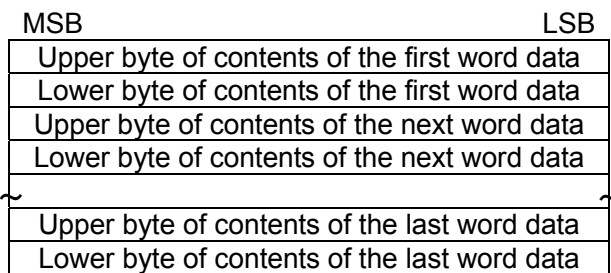 MSB LSB
Upper byte of contents of the first word data
Lower byte of contents of the first word data
Upper byte of contents of the next word data
Lower byte of contents of the next word data
~ ~
Upper byte of contents of the last word data
Lower byte of contents of the last word data